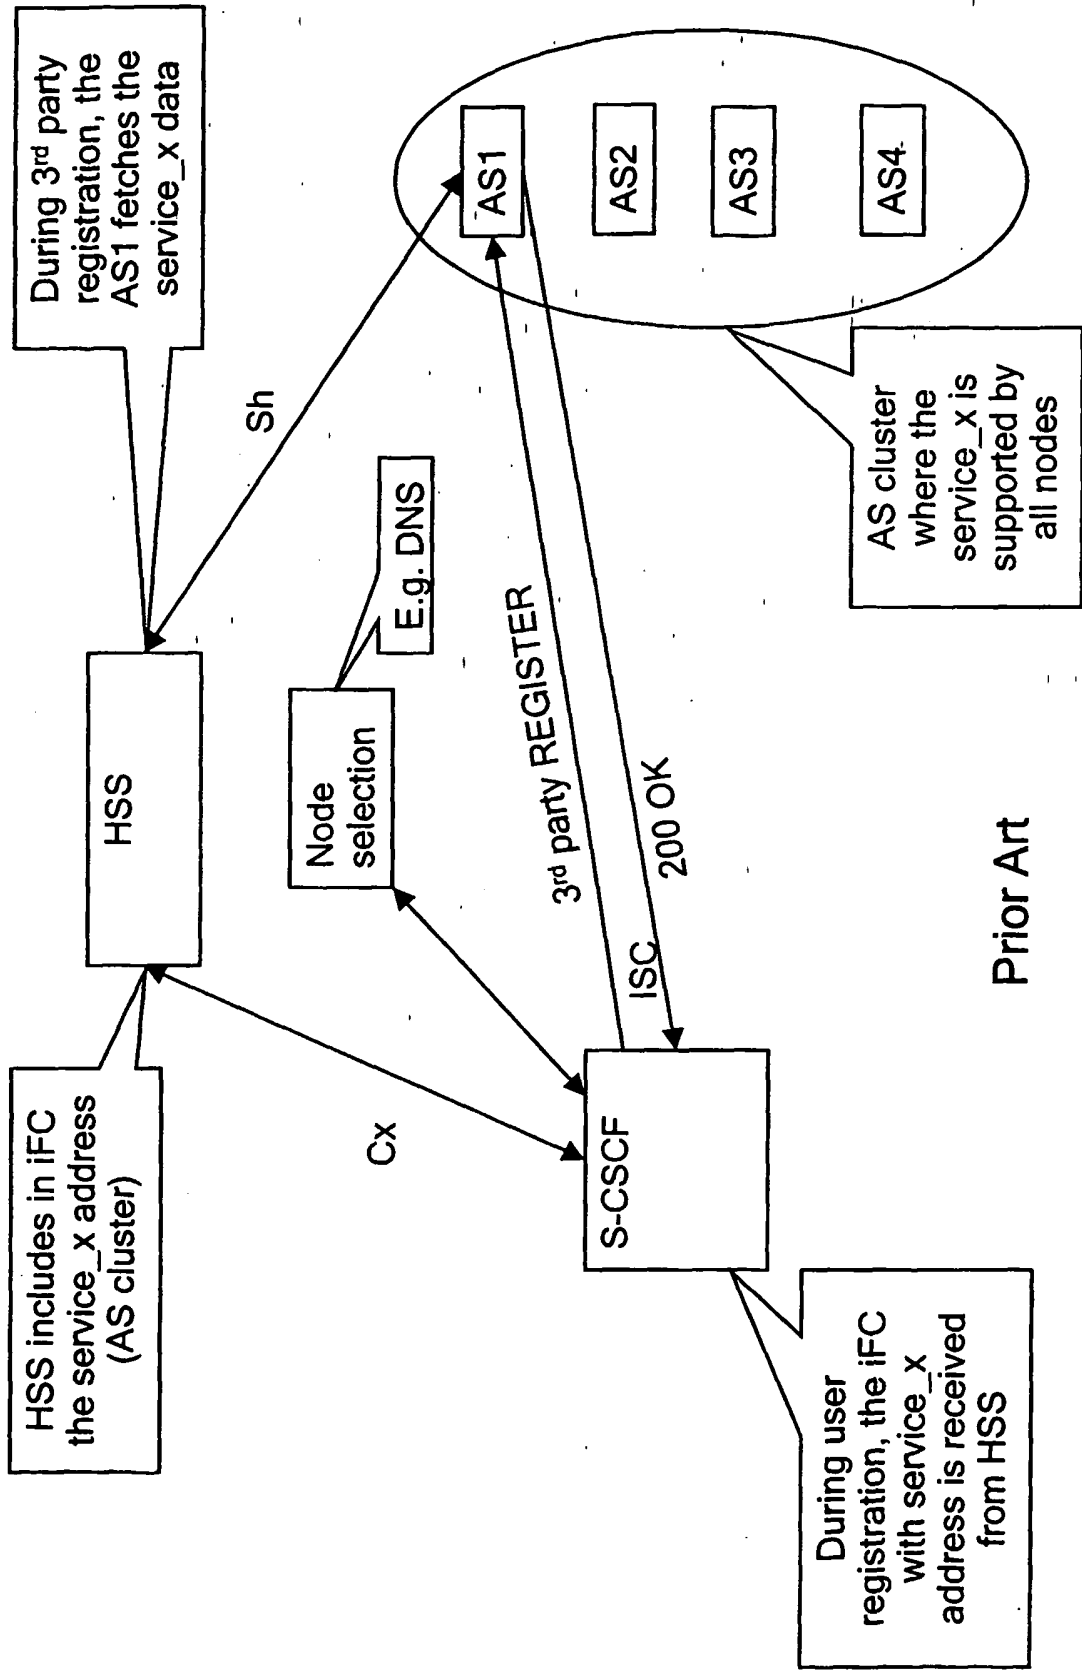 HSS includes in iFC
the service_x address
(AS cluster)
HSS
During 3rd party
registration, the
AS1 fetches the
service_x data
Cx
Node
selection
E.g. DNS
Sh
S-CSCF
ISC
3rd party REGISTER
200 OK
AS1
AS2
AS3
AS4
During user
registration, the iFC
with service_x
address is received
from HSS
AS cluster
where the
service_x is
supported by
all nodes
Prior Art